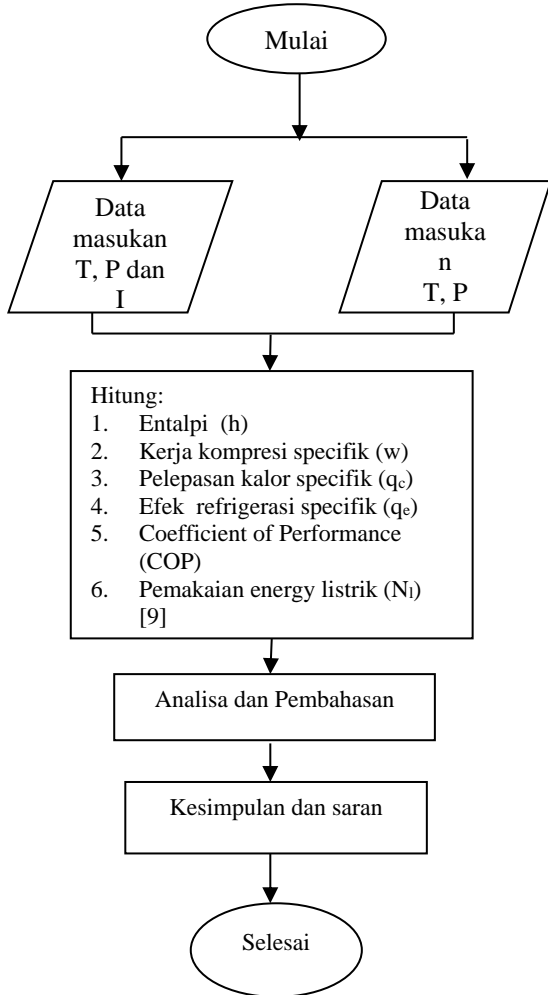 Mulai
Data
masukan
T, P dan
I
Data
masuka
n
T, P
Hitung:
1. Entalpi (h)
2. Kerja kompresi specifik (w)
3. Pelepasan kalor specifik (qc)
4. Efek refrigerasi specifik (qe)
5. Coefficient of Performance
(COP)
6. Pemakaian energy listrik (Nl)
[9]
Analisa dan Pembahasan
Kesimpulan dan saran
Selesai